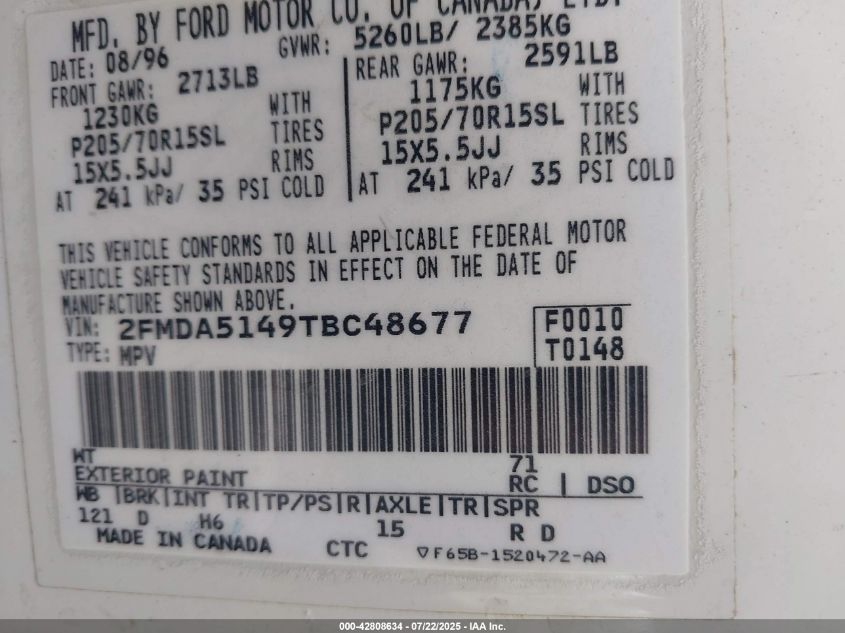 MFD. BY FORD MOTOR CO. OF CANADA, LTD.
DATE: 08/96 GVWR: 5260LB/ 2385KG
FRONT GAWR: 2713LB REAR GAWR: 2591LB
1230KG WITH 1175KG WITH
P205/70R15SL TIRES P205/70R15SL TIRES
15X5.5JJ RIMS 15X5.5JJ RIMS
AT 241 kPa/ 35 PSI COLD AT 241 kPa/ 35 PSI COLD
THIS VEHICLE CONFORMS TO ALL APPLICABLE FEDERAL MOTOR
VEHICLE SAFETY STANDARDS IN EFFECT ON THE DATE OF
MANUFACTURE SHOWN ABOVE.
VIN: 2FMDA5149TBC48677 F0010
TYPE: MPV T0148
WT 71
EXTERIOR PAINT RC | DSO
WB |BRK|INT TR|TP/PS|R|AXLE|TR|SPR
121 D H6 15 R D
MADE IN CANADA CTC ▽F65B-1520472-AA
000-42808634 - 07/22/2025 - IAA Inc.